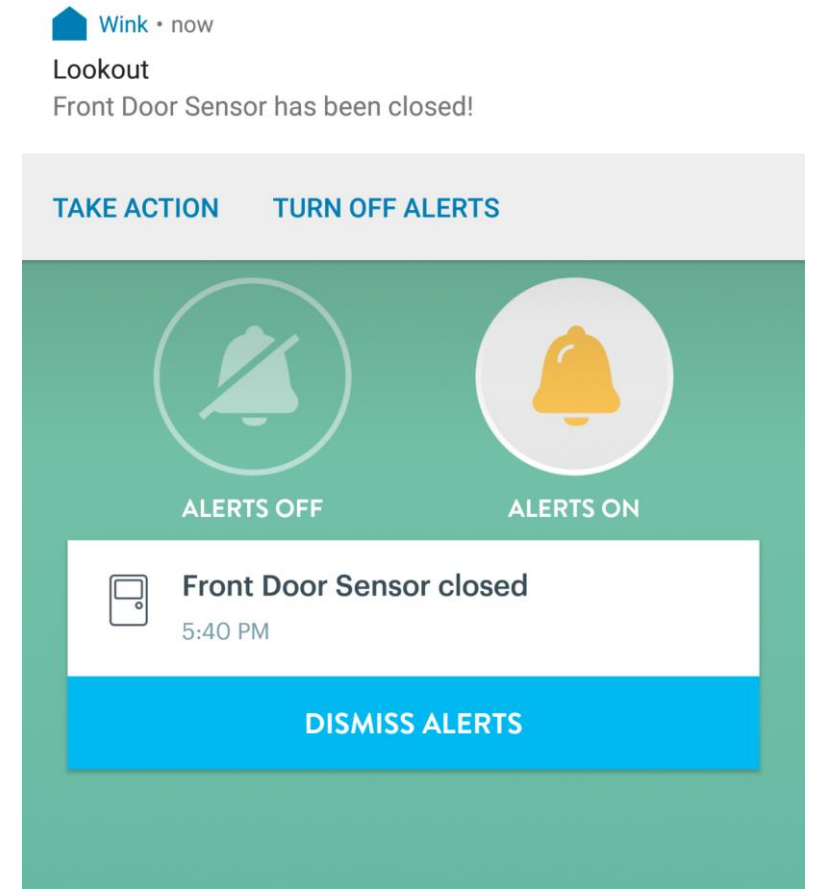 Wink • now
Lookout
Front Door Sensor has been closed!
TAKE ACTION TURN OFF ALERTS
ALERTS OFF ALERTS ON
Front Door Sensor closed
5:40 PM
DISMISS ALERTS